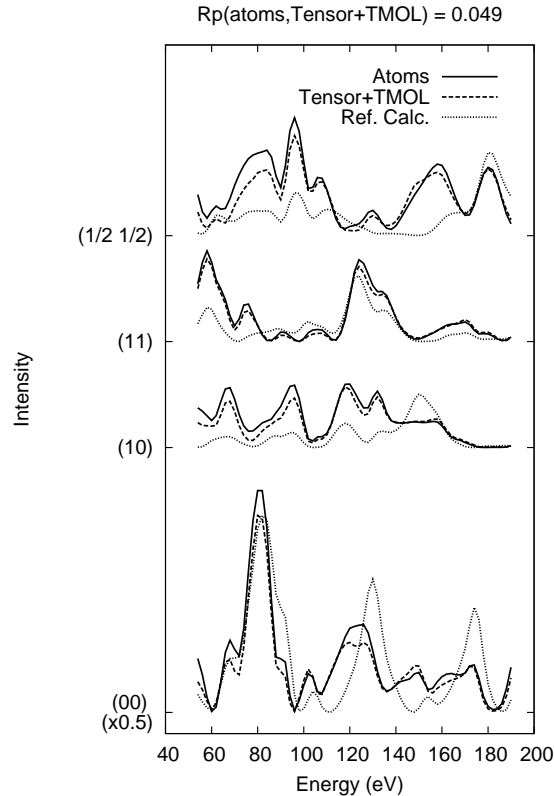 Rp(atoms,Tensor+TMOL) = 0.049
Atoms
Tensor+TMOL
Ref. Calc.
(1/2 1/2)
(11)
Intensity
(10)
(00)
(x0.5)
40 60 80 100 120 140 160 180 200
Energy (eV)